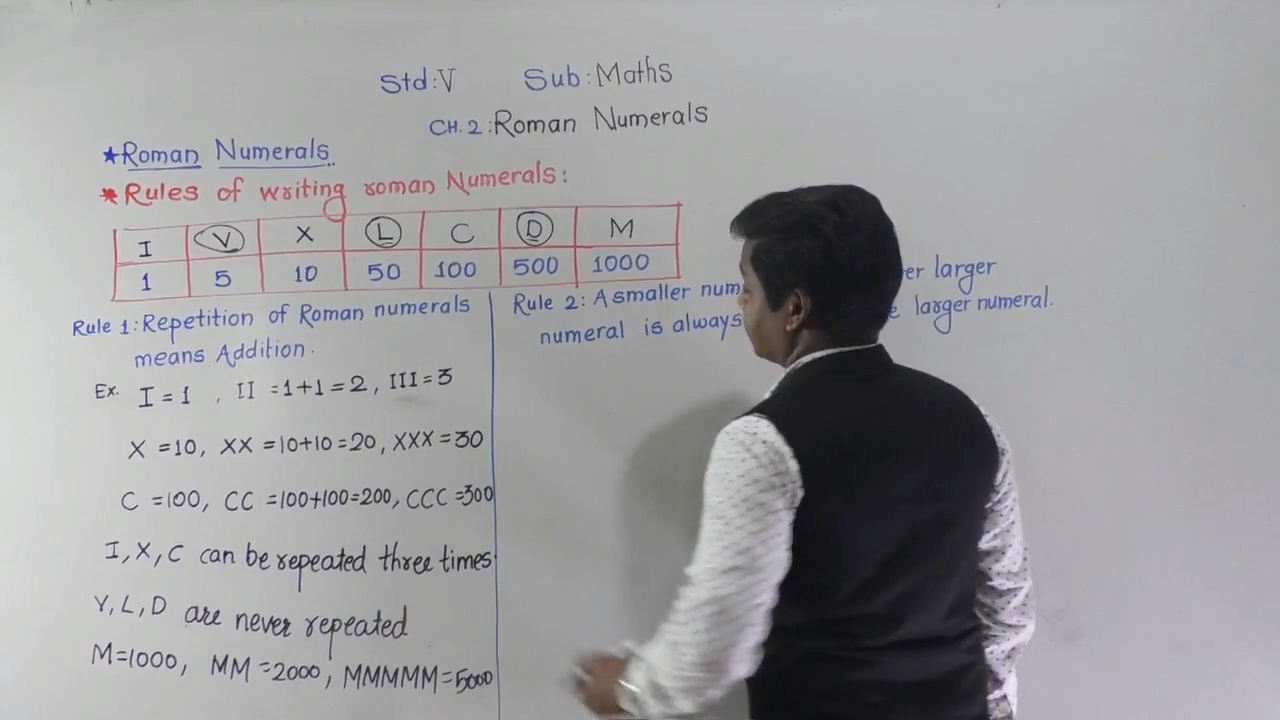 Std:V Sub:Maths
CH.2:Roman Numerals
★Roman Numerals
*Rules of writing roman Numerals:
I V X L C D M
1 5 10 50 100 500 1000
Rule 1:Repetition of Roman numerals
means Addition.
Ex. I=1, II=1+1=2, III=3
X=10, XX=10+10=20, XXX=30
C=100, CC=100+100=200, CCC=300
I, X, C can be repeated three times
V, L, D are never repeated
M=1000, MM=2000, MMMMM=5000
Rule 2: A smaller larger
numeral is always larger numeral.